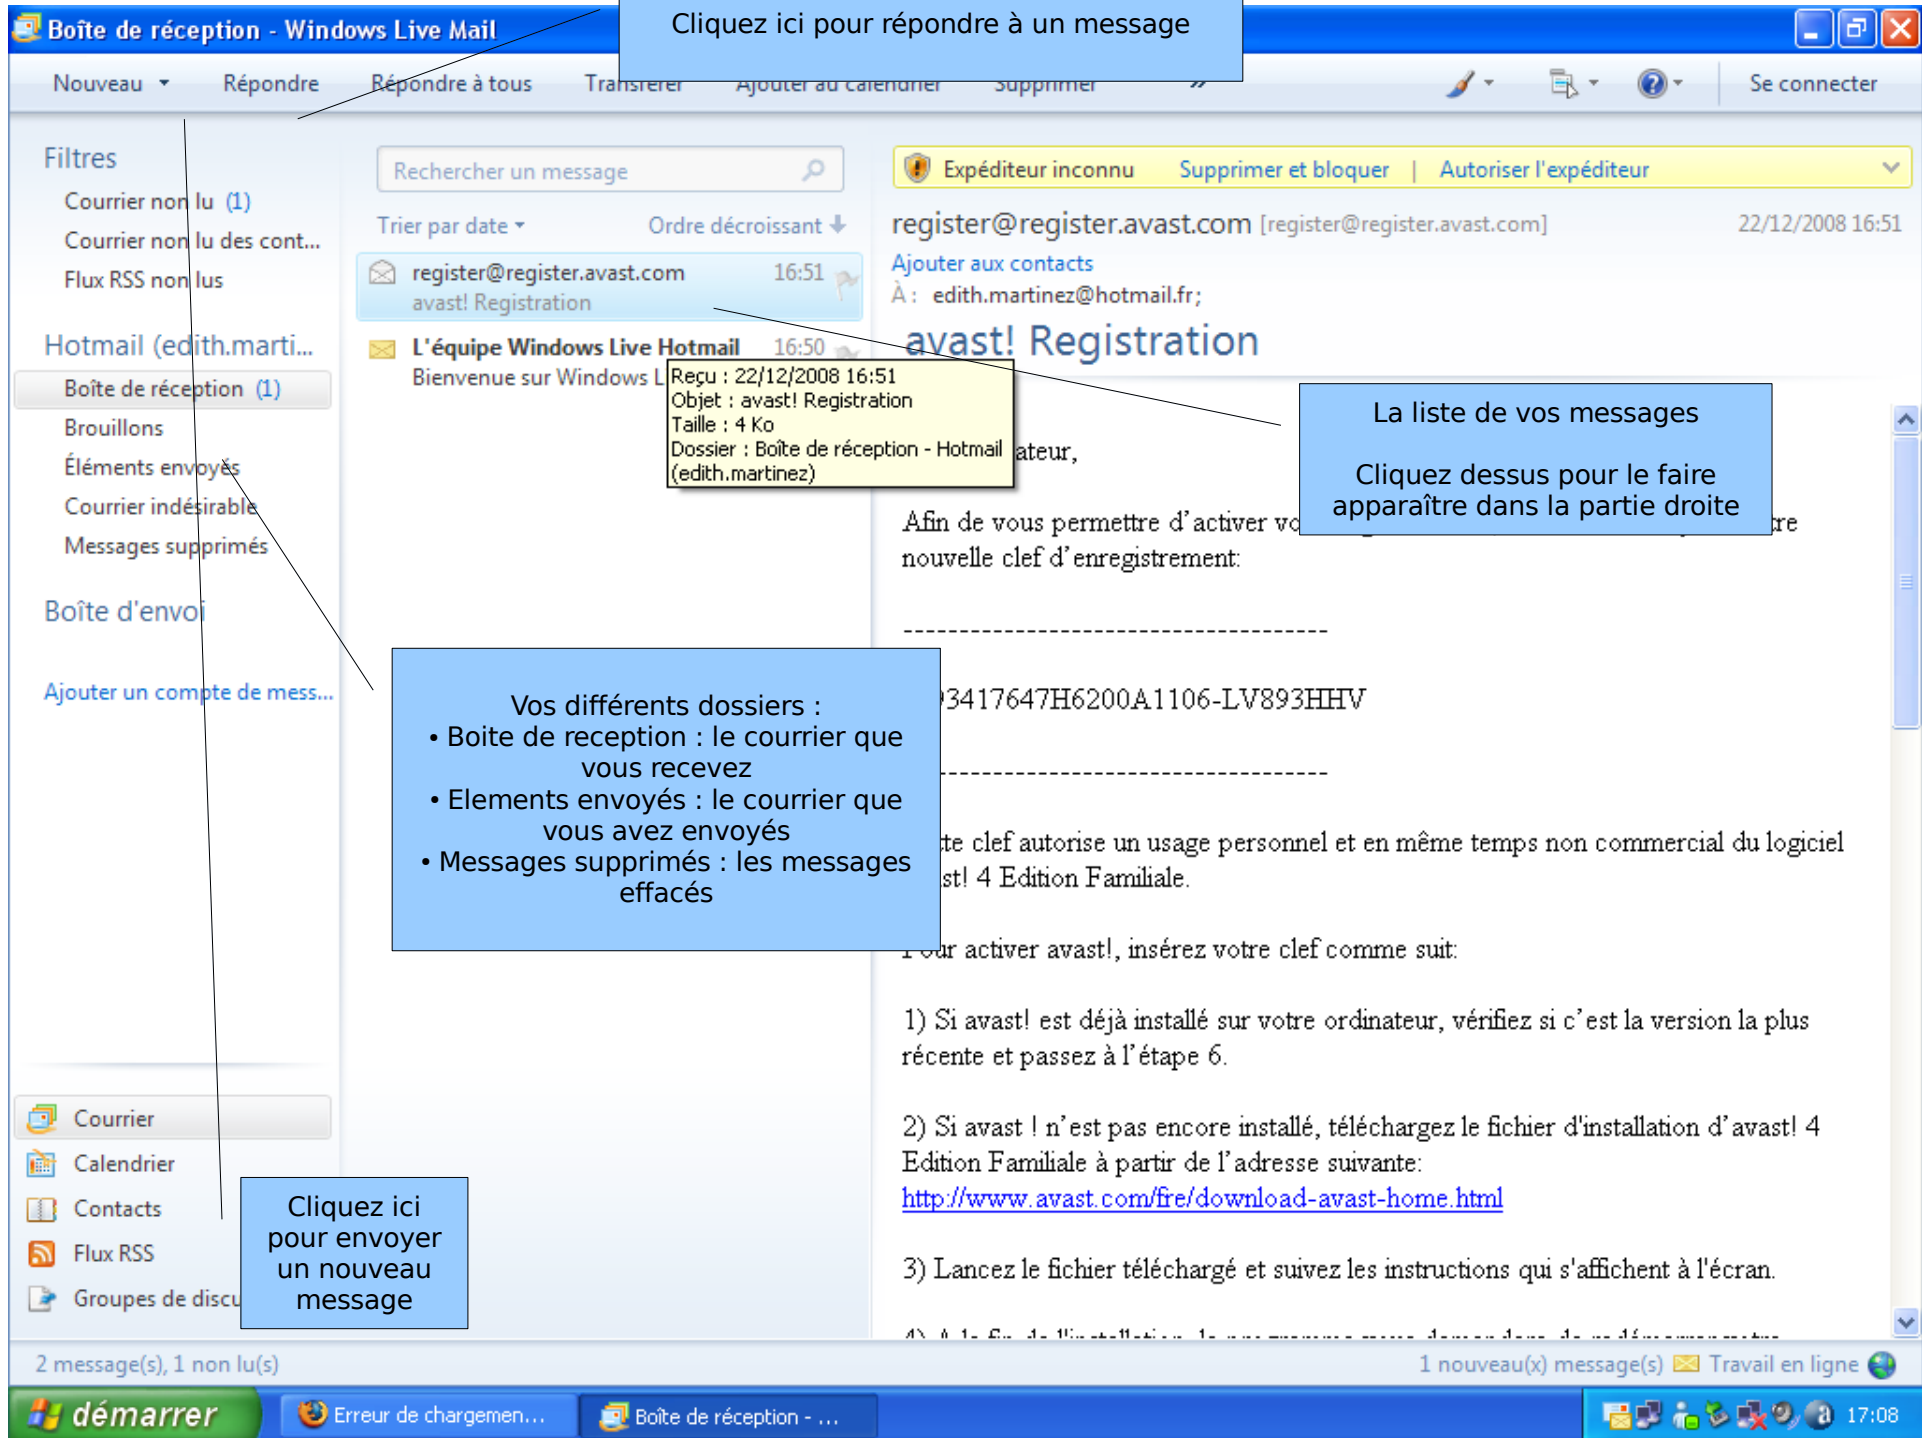 Boîte de réception - Windows Live Mail
Cliquez ici pour répondre à un message
Nouveau Répondre Répondre à tous Transférer Ajouter au calendrier Supprimer » Se connecter
Filtres
Courrier non lu (1)
Courrier non lu des cont...
Flux RSS non lus
Hotmail (edith.marti...
Boîte de réception (1)
Brouillons
Éléments envoyés
Courrier indésirable
Messages supprimés
Boîte d'envoi
Ajouter un compte de mess...
Courrier
Calendrier
Contacts
Flux RSS
Groupes de discu
Cliquez ici
pour envoyer
un nouveau
message
Rechercher un message
Trier par date Ordre décroissant
register@register.avast.com 16:51
avast! Registration
L'équipe Windows Live Hotmail 16:50
Bienvenue sur Windows L
Reçu : 22/12/2008 16:51
Objet : avast! Registration
Taille : 4 Ko
Dossier : Boîte de réception - Hotmail
(edith.martinez)
Vos différents dossiers :
• Boite de reception : le courrier que
vous recevez
• Elements envoyés : le courrier que
vous avez envoyés
• Messages supprimés : les messages
effacés
Expéditeur inconnu Supprimer et bloquer | Autoriser l'expéditeur
register@register.avast.com [register@register.avast.com] 22/12/2008 16:51
Ajouter aux contacts
À : edith.martinez@hotmail.fr;
avast! Registration
La liste de vos messages
Cliquez dessus pour le faire
apparaître dans la partie droite
ateur,
Afin de vous permettre d’activer
nouvelle clef d’enregistrement:
--------------------------------------
93417647H6200A1106-LV893HHV
-----------------------------------
te clef autorise un usage personnel et en même temps non commercial du logiciel
st! 4 Edition Familiale.
Pour activer avast!, insérez votre clef comme suit:
1) Si avast! est déjà installé sur votre ordinateur, vérifiez si c’est la version la plus
récente et passez à l’étape 6.
2) Si avast ! n’est pas encore installé, téléchargez le fichier d'installation d’avast! 4
Edition Familiale à partir de l’adresse suivante:
http://www.avast.com/fre/download-avast-home.html
3) Lancez le fichier téléchargé et suivez les instructions qui s'affichent à l'écran.
2 message(s), 1 non lu(s) 1 nouveau(x) message(s) Travail en ligne
démarrer Erreur de chargemen... Boîte de réception - ... 17:08